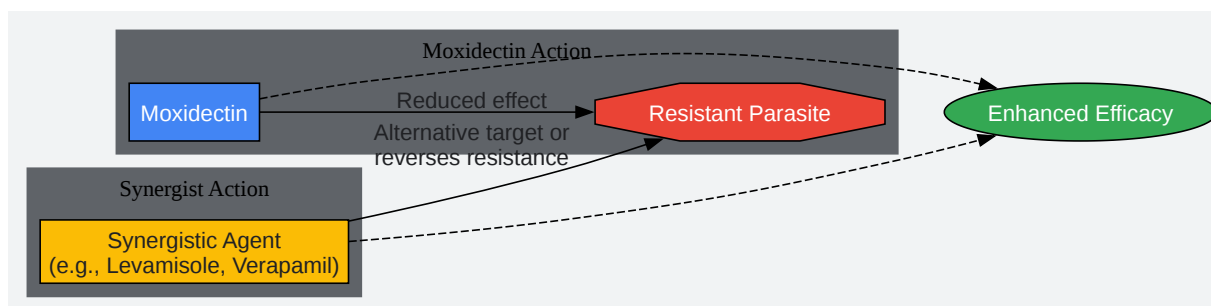 Moxidectin Action
Moxidectin
Reduced effect
Resistant Parasite
Enhanced Efficacy
Alternative target or
reverses resistance
Synergist Action
Synergistic Agent
(e.g., Levamisole, Verapamil)